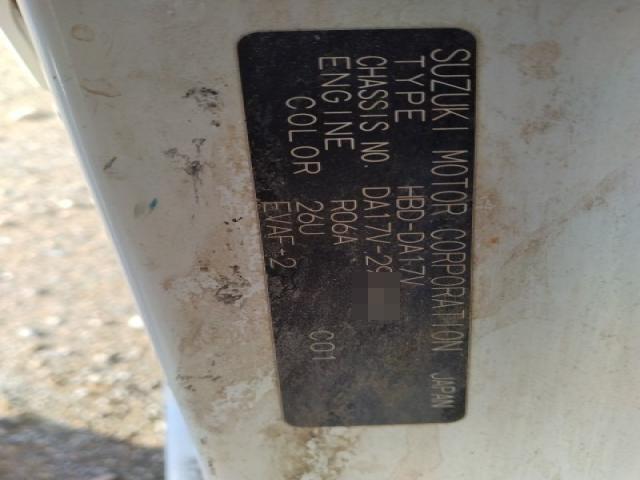 SUZUKI MOTOR CORPORATION JAPAN
TYPE HBD-DA17V
CHASSIS NO. DA17V-29
ENGINE R06A
COLOR 26U C01
EVAF-2